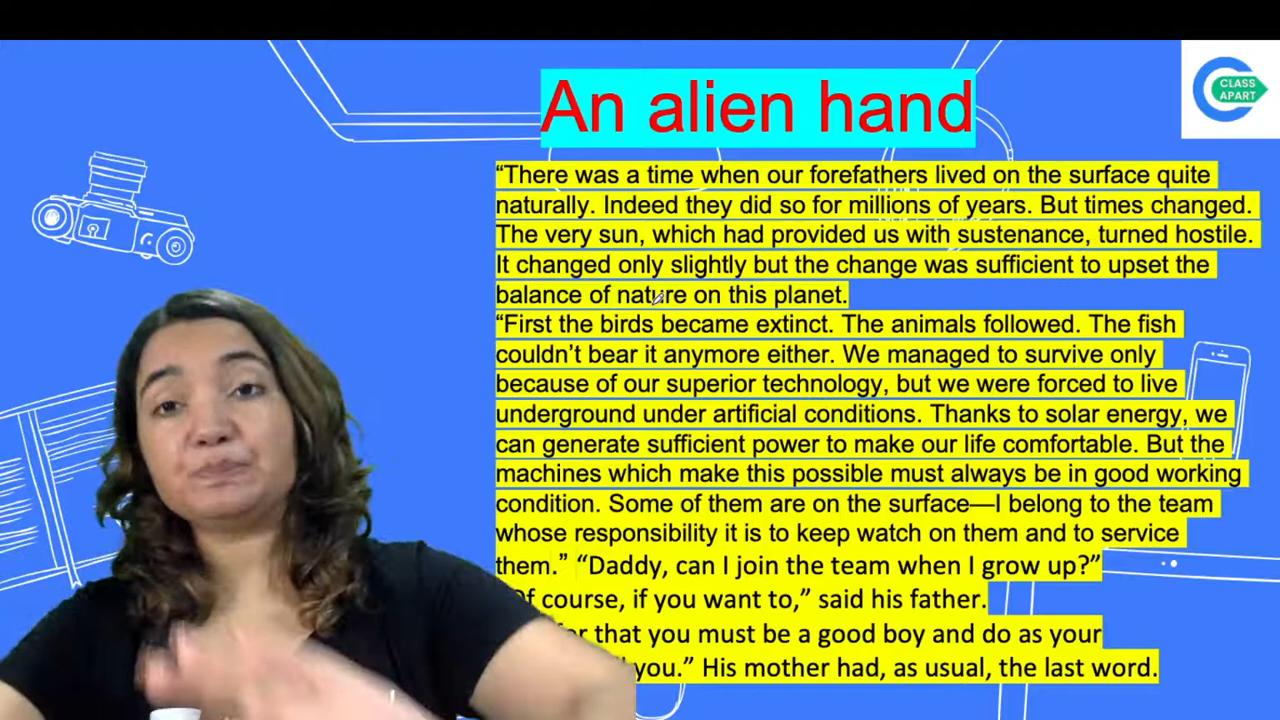 An alien hand
CLASS
APART
“There was a time when our forefathers lived on the surface quite
naturally. Indeed they did so for millions of years. But times changed.
The very sun, which had provided us with sustenance, turned hostile.
It changed only slightly but the change was sufficient to upset the
balance of nature on this planet.
“First the birds became extinct. The animals followed. The fish
couldn’t bear it anymore either. We managed to survive only
because of our superior technology, but we were forced to live
underground under artificial conditions. Thanks to solar energy, we
can generate sufficient power to make our life comfortable. But the
machines which make this possible must always be in good working
condition. Some of them are on the surface—I belong to the team
whose responsibility it is to keep watch on them and to service
them.” “Daddy, can I join the team when I grow up?”
course, if you want to,” said his father.
that you must be a good boy and do as your
you.” His mother had, as usual, the last word.